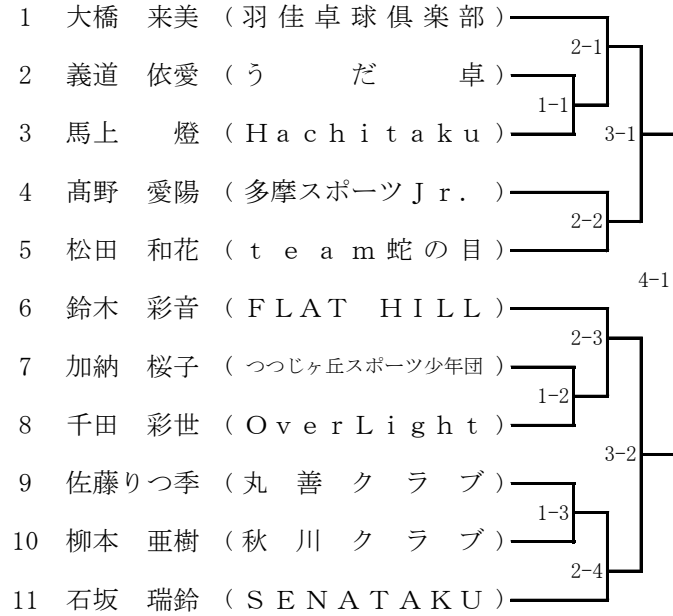 1 大橋 来美 (羽佳卓球倶楽部)
2-1
2 義道 依愛 (うだ卓)
1-1
3 馬上 燈 (Hachitaku)
3-1
4 髙野 愛陽 (多摩スポーツJr.)
2-2
5 松田 和花 (team蛇の目)
4-1
6 鈴木 彩音 (FLAT HILL)
2-3
7 加納 桜子 (つつじヶ丘スポーツ少年団)
1-2
8 千田 彩世 (OverLight)
3-2
9 佐藤りつ季 (丸善クラブ)
1-3
10 柳本 亜樹 (秋川クラブ)
2-4
11 石坂 瑞鈴 (SENATAKU)